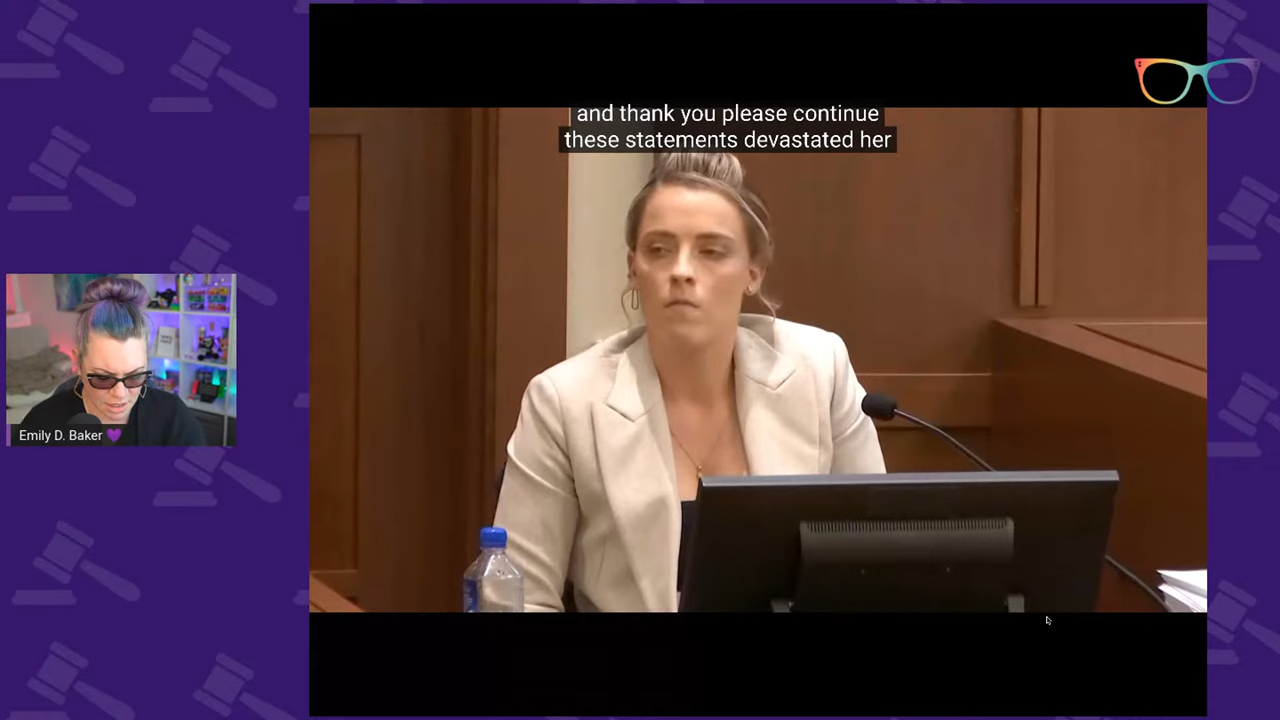 and thank you please continue
these statements devastated her
Emily D. Baker 💜